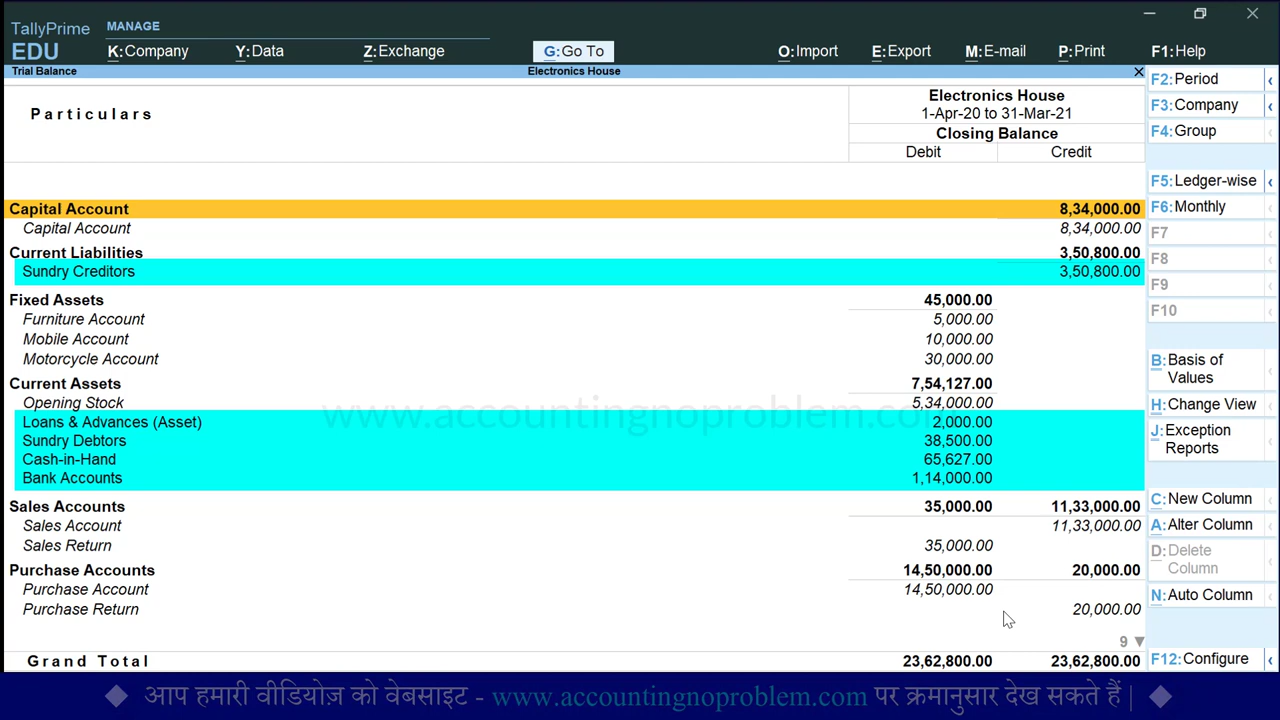 TallyPrime MANAGE
EDU K:Company Y:Data Z:Exchange G:Go To O:Import E:Export M:E-mail P:Print F1:Help
Trial Balance Electronics House
Particulars
Electronics House
1-Apr-20 to 31-Mar-21
Closing Balance
Debit Credit
Capital Account 8,34,000.00
Capital Account 8,34,000.00
Current Liabilities 3,50,800.00
Sundry Creditors 3,50,800.00
Fixed Assets 45,000.00
Furniture Account 5,000.00
Mobile Account 10,000.00
Motorcycle Account 30,000.00
Current Assets 7,54,127.00
Opening Stock 5,34,000.00
www.accountingnoproblem.com
Loans & Advances (Asset) 2,000.00
Sundry Debtors 38,500.00
Cash-in-Hand 65,627.00
Bank Accounts 1,14,000.00
Sales Accounts 35,000.00 11,33,000.00
Sales Account 11,33,000.00
Sales Return 35,000.00
Purchase Accounts 14,50,000.00 20,000.00
Purchase Account 14,50,000.00
Purchase Return 20,000.00
9 ▼
Grand Total 23,62,800.00 23,62,800.00
F2:Period
F3:Company
F4:Group
F5:Ledger-wise
F6:Monthly
F7
F8
F9
F10
B:Basis of
Values
H:Change View
J:Exception
Reports
C:New Column
A:Alter Column
D:Delete
Column
N:Auto Column
F12:Configure
आप हमारी वीडियोज़ को वेबसाइट - www.accountingnoproblem.com पर क्रमानुसार देख सकते हैं |